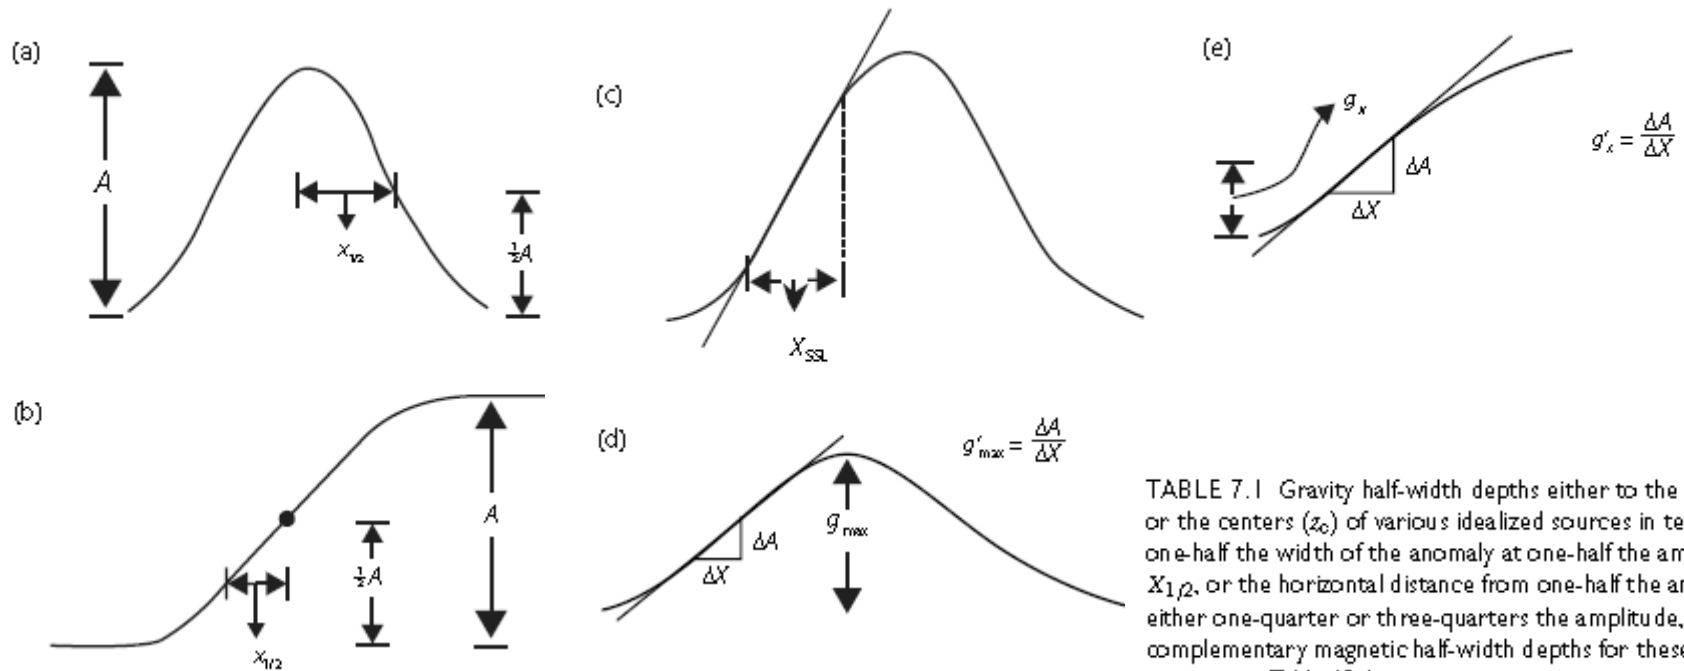 (a)
A
x1/2
½A
(b)
A
½A
x1/2
(c)
XSSL
(d)
g'max = ΔA/ΔX
ΔA
ΔX
gmax
(e)
gx
g'x = ΔA/ΔX
ΔA
ΔX
TABLE 7.1 Gravity half-width depths either to the
or the centers (zc) of various idealized sources in te
one-half the width of the anomaly at one-half the am
X1/2, or the horizontal distance from one-half the a
either one-quarter or three-quarters the amplitude,
complementary magnetic half-width depths for these